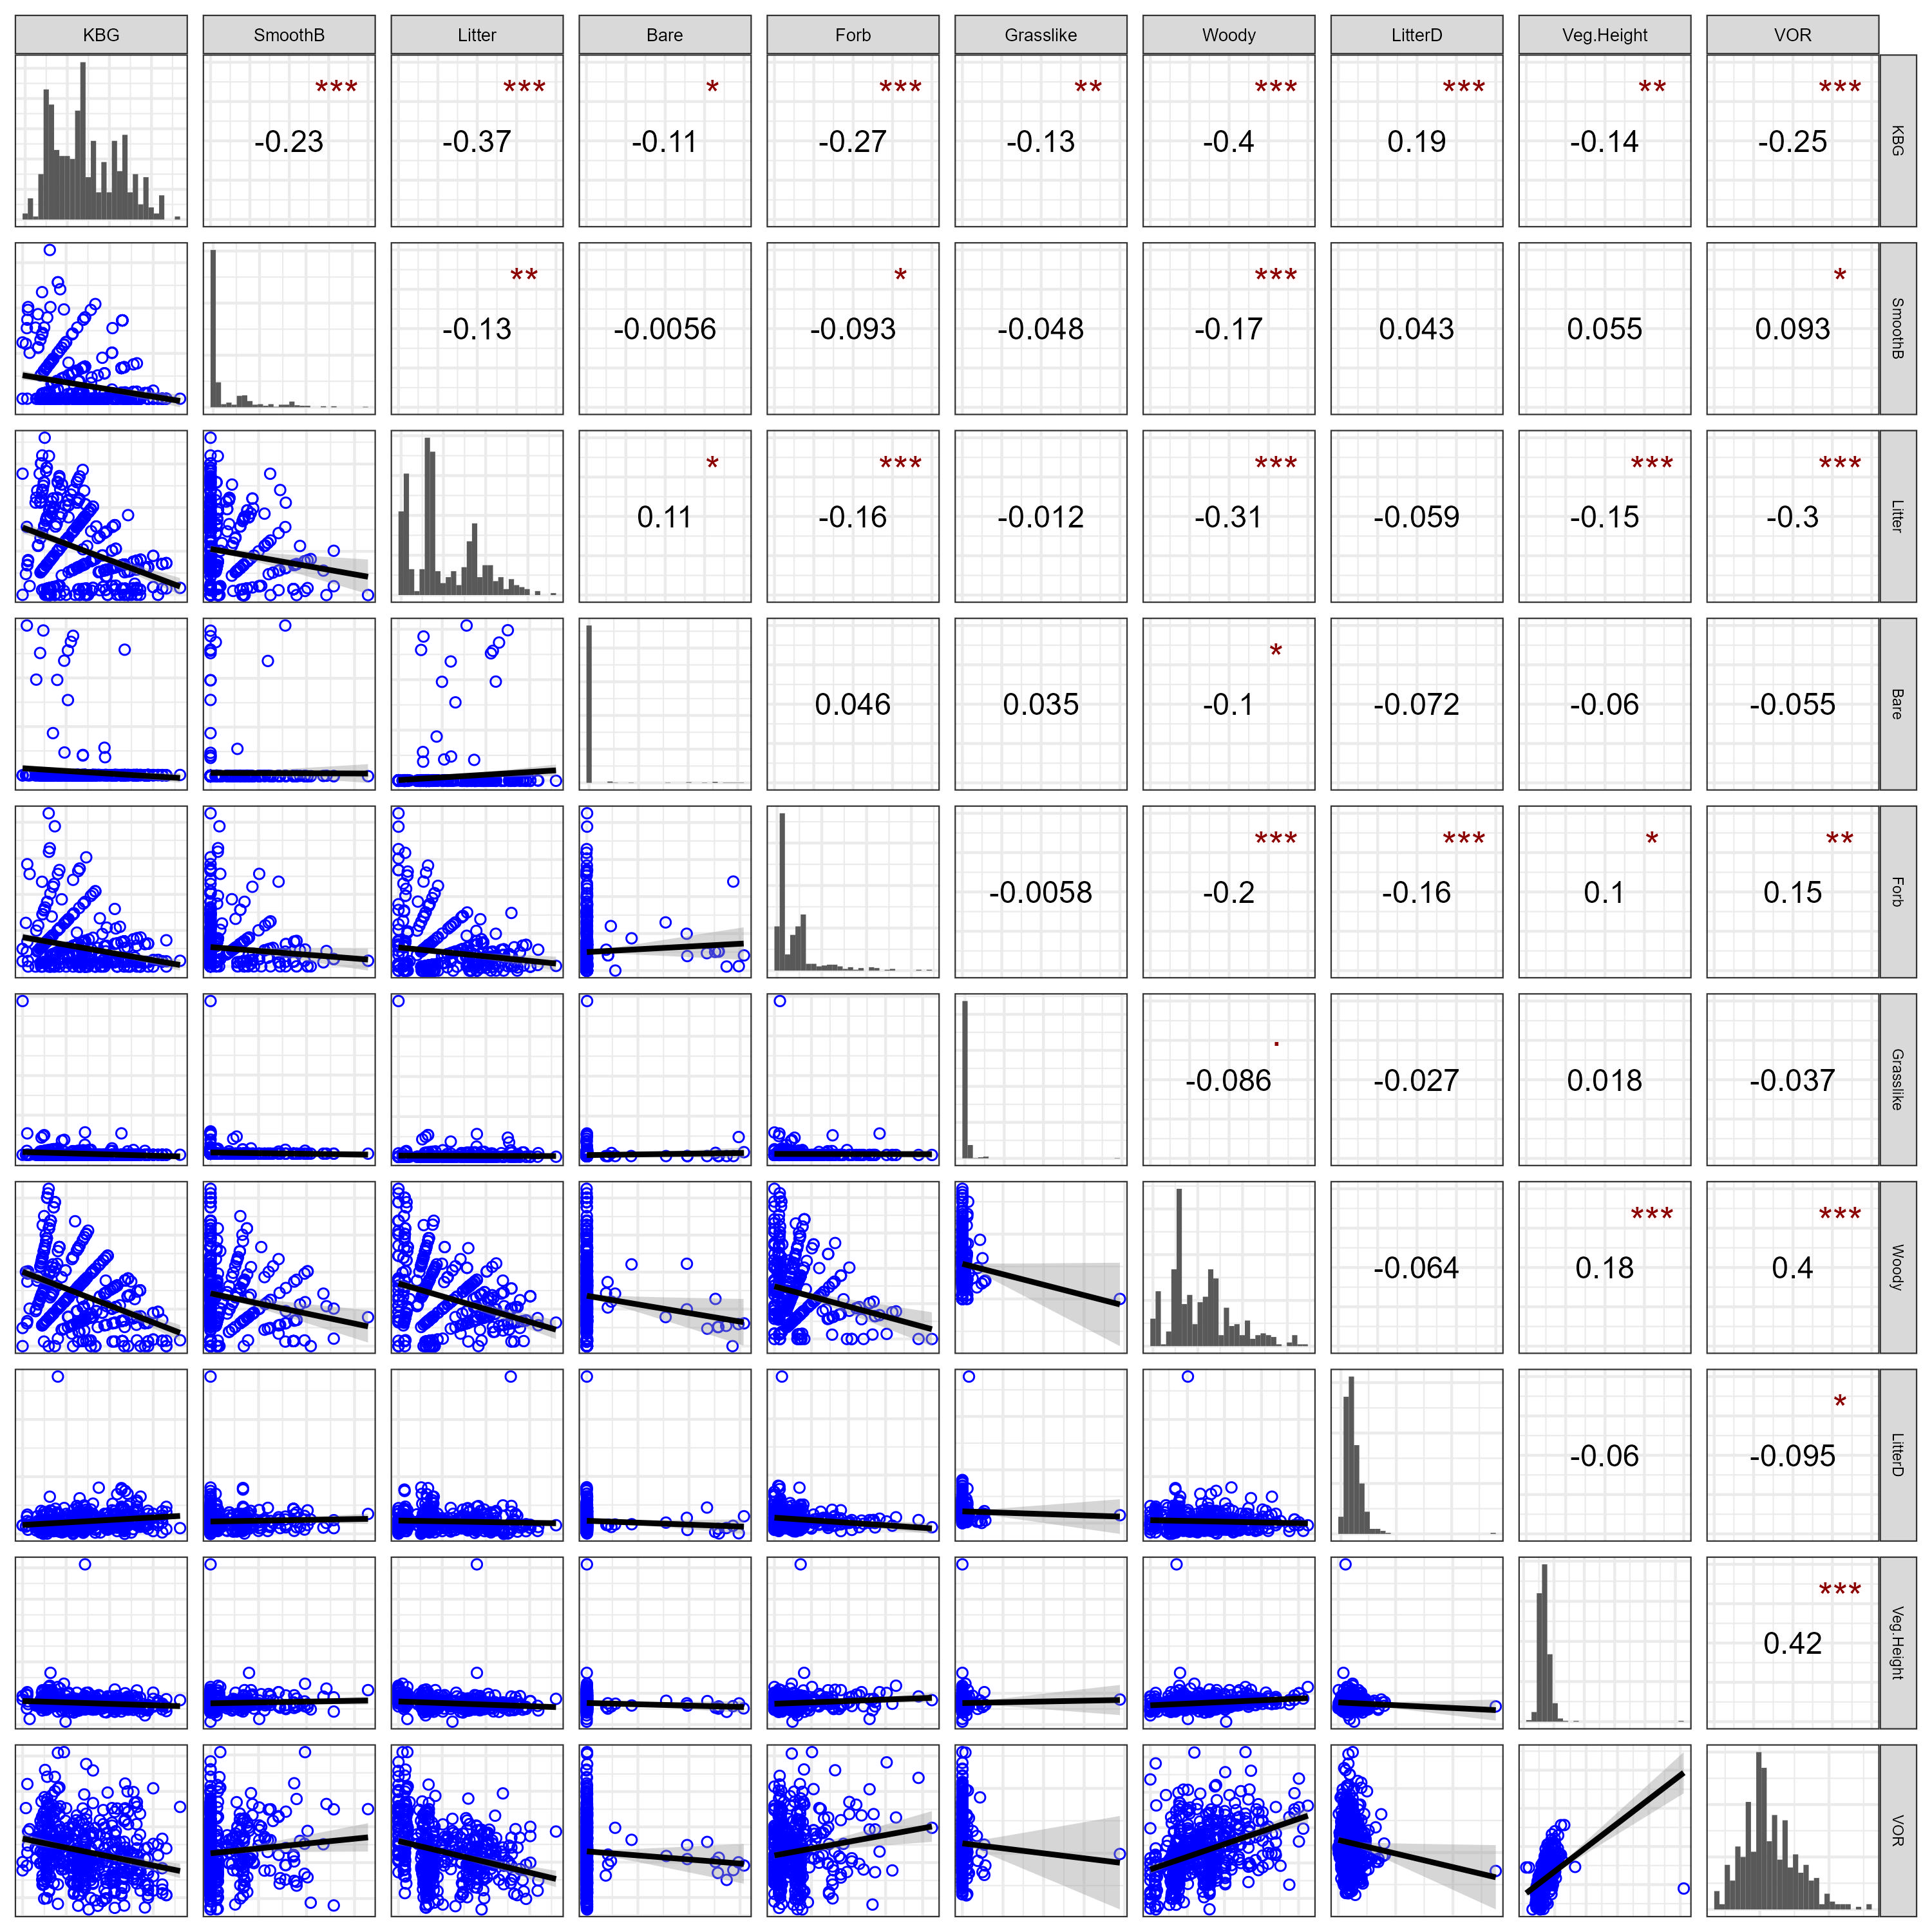 KBG SmoothB Litter Bare Forb Grasslike Woody LitterD Veg.Height VOR
*** *** * *** ** *** *** ** ***
-0.23 -0.37 -0.11 -0.27 -0.13 -0.4 0.19 -0.14 -0.25
KBG
** * *** *
-0.13 -0.0056 -0.093 -0.048 -0.17 0.043 0.055 0.093
SmoothB
* *** *** *** ***
0.11 -0.16 -0.012 -0.31 -0.059 -0.15 -0.3
Litter
*
0.046 0.035 -0.1 -0.072 -0.06 -0.055
Bare
*** *** * **
-0.0058 -0.2 -0.16 0.1 0.15
Forb
.
-0.086 -0.027 0.018 -0.037
Grasslike
*** ***
-0.064 0.18 0.4
Woody
*
-0.06 -0.095
LitterD
***
0.42
Veg.Height
VOR